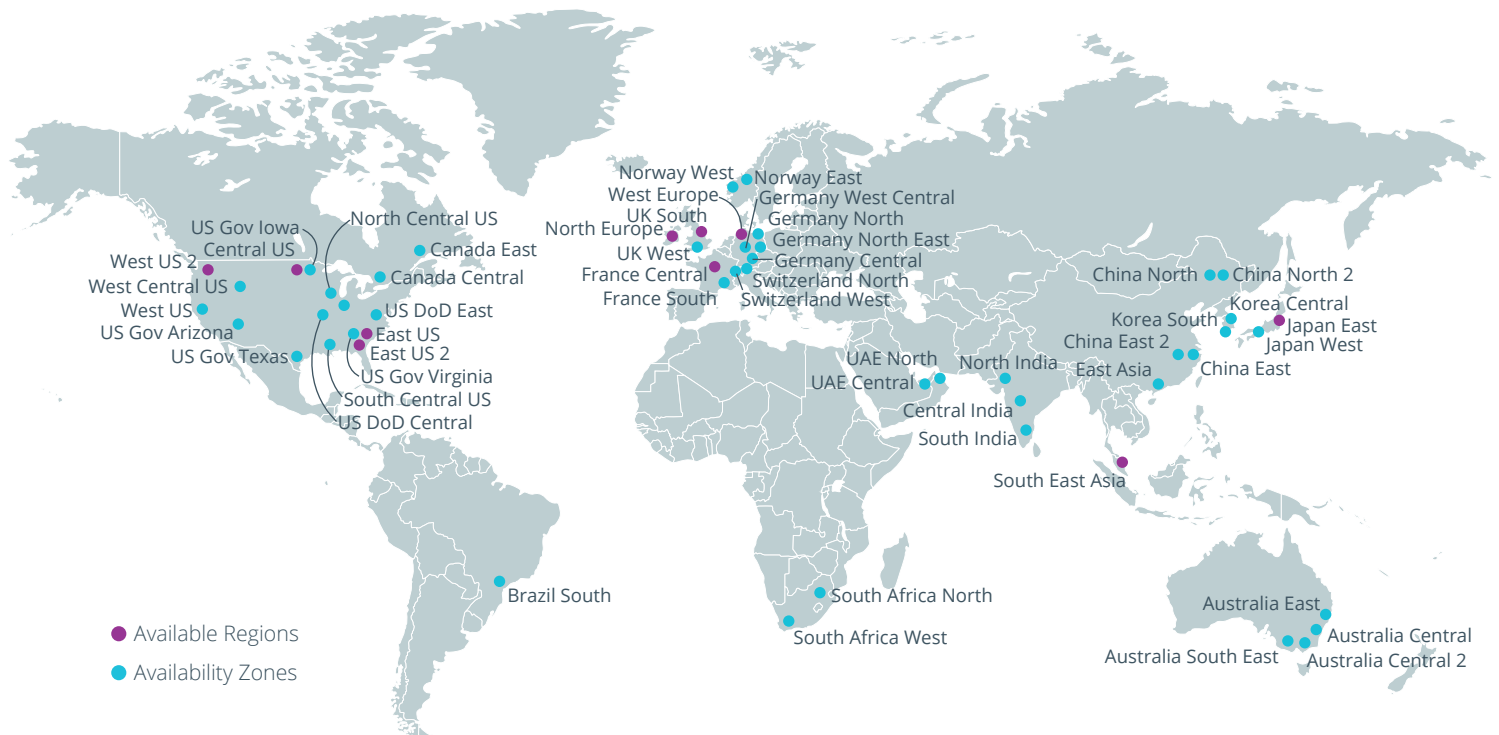 North Central US
US Gov Iowa
Central US
West US 2
West Central US
West US
US Gov Arizona
US Gov Texas
Canada East
Canada Central
US DoD East
East US
East US 2
US Gov Virginia
South Central US
US DoD Central
Brazil South
Norway West
Norway East
West Europe
Germany West Central
UK South
Germany North
North Europe
Germany North East
UK West
Germany Central
France Central
Switzerland North
France South
Switzerland West
UAE North
UAE Central
North India
Central India
South India
China North
China North 2
Korea Central
Korea South
Japan East
China East 2
Japan West
East Asia
China East
South East Asia
South Africa North
South Africa West
Australia East
Australia Central
Australia South East
Australia Central 2
Available Regions
Availability Zones